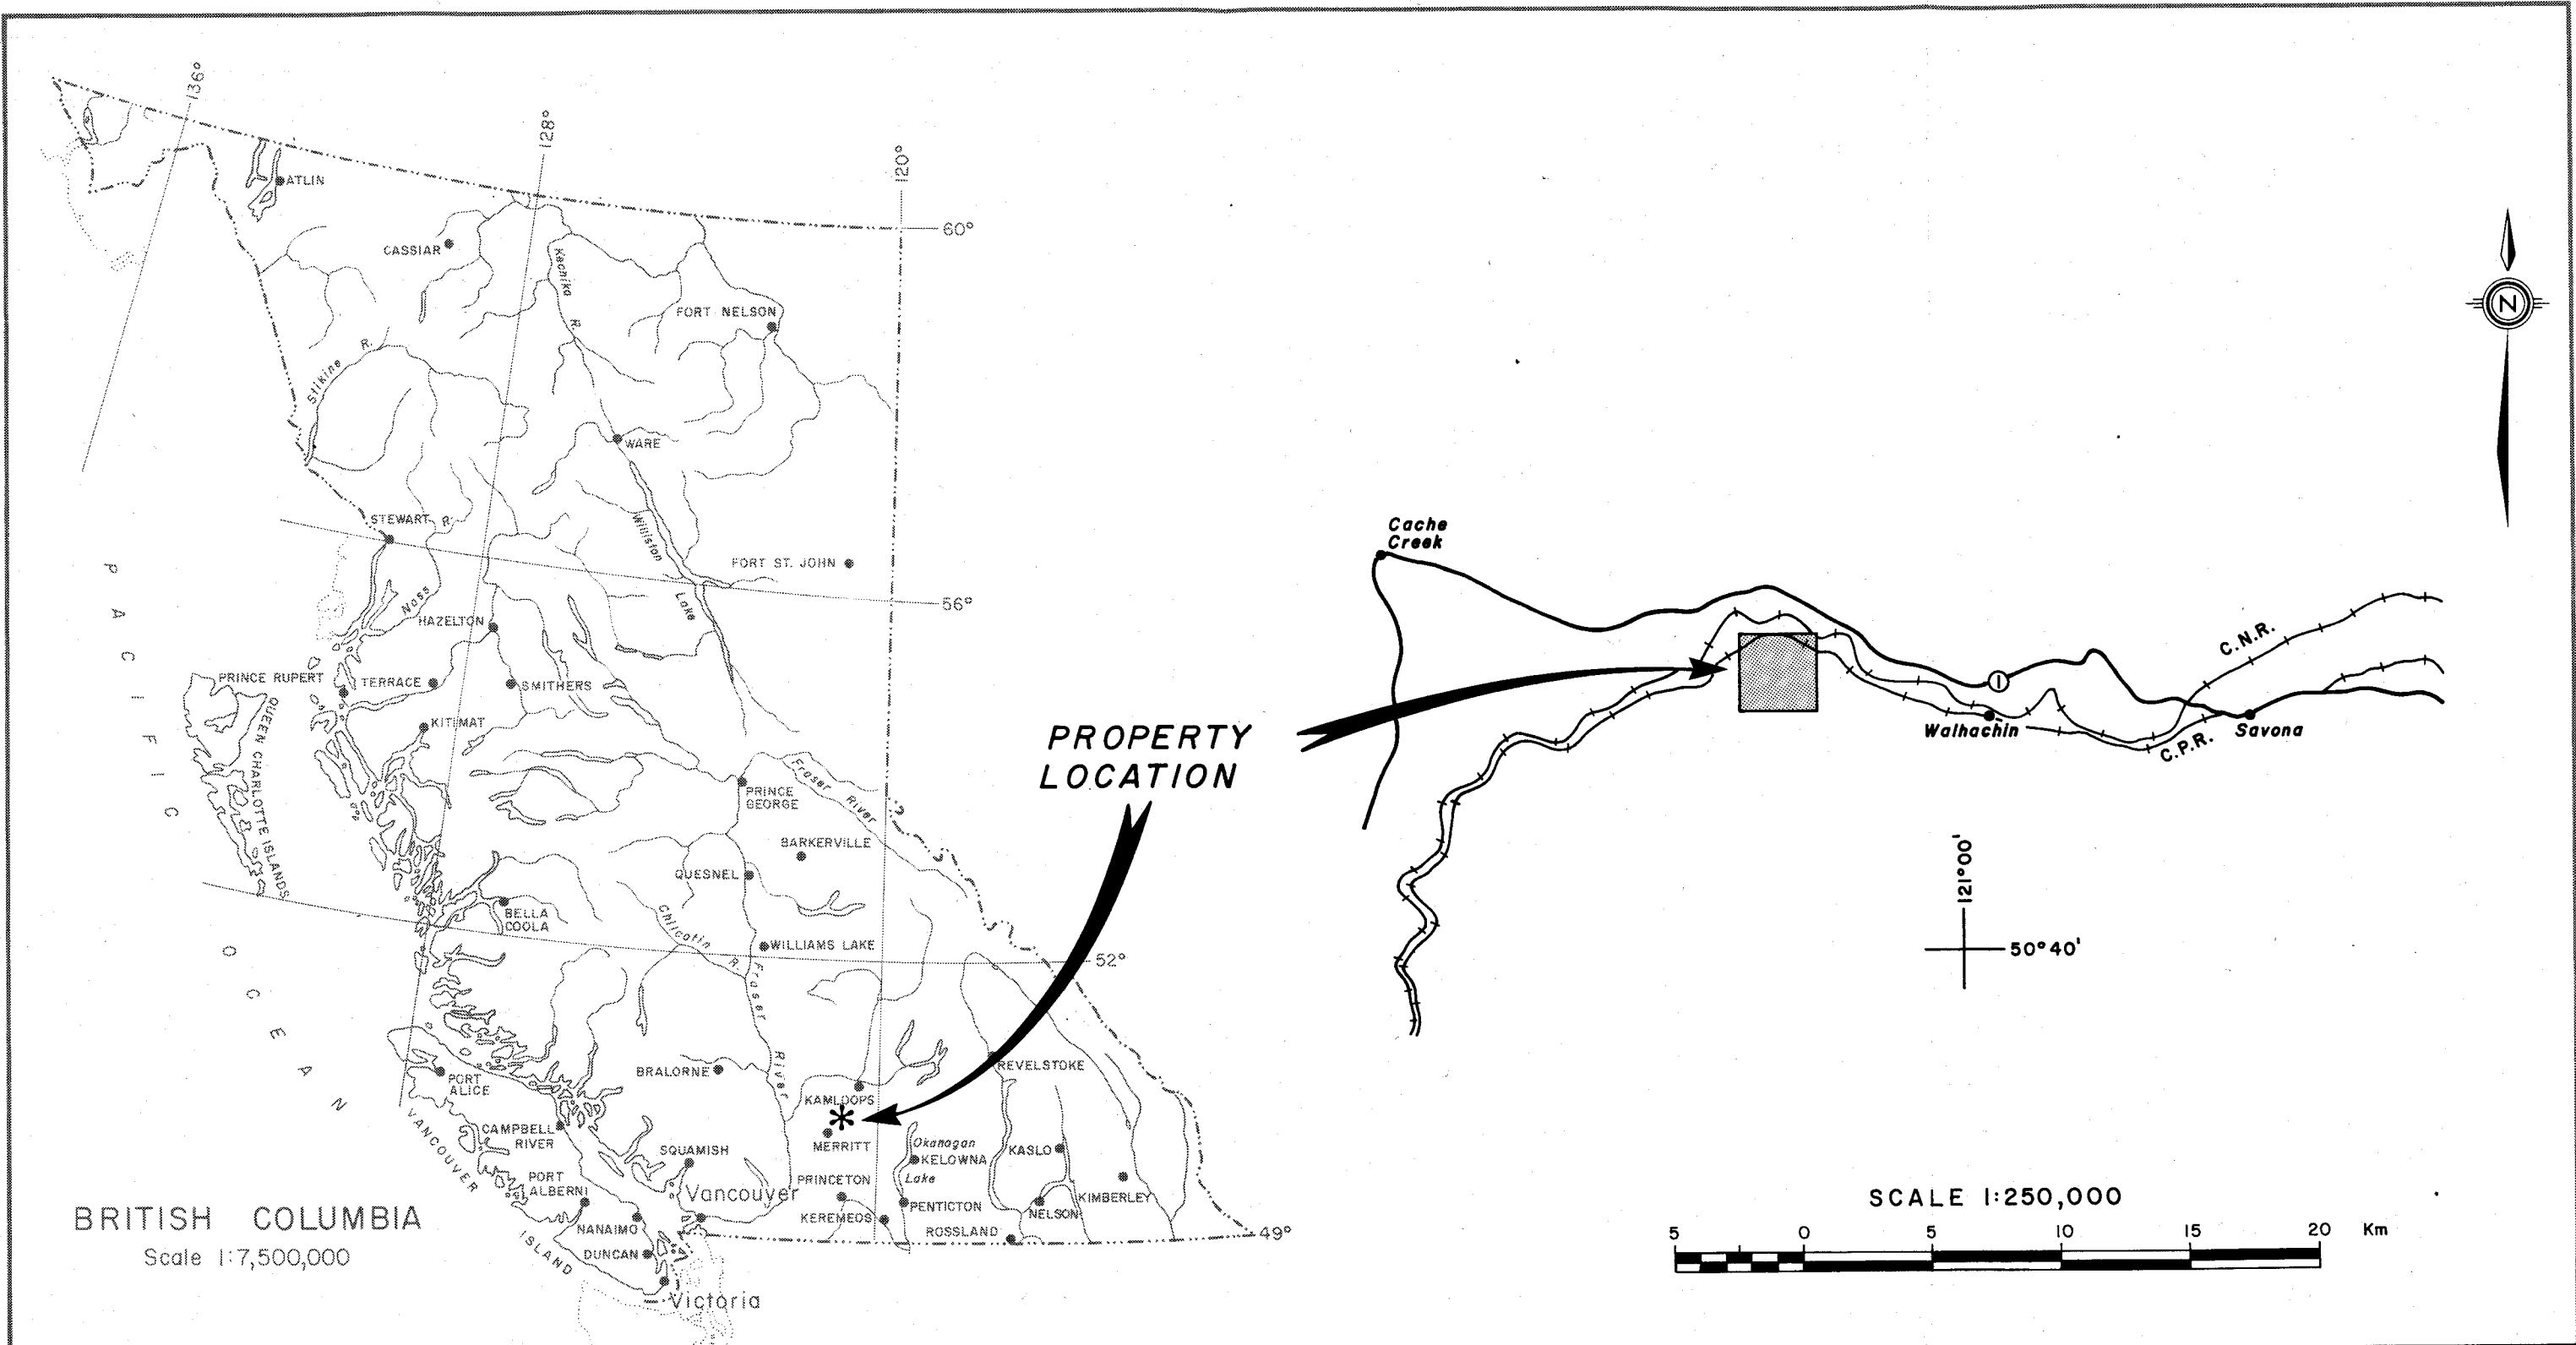 136°
128°
120°
ATLIN
60°
CASSIAR
Kachika
R.
FORT NELSON
Stikine R.
WARE
STEWART
R.
Williston
Lake
FORT ST. JOHN
56°
Nass
HAZELTON
PRINCE RUPERT
TERRACE
SMITHERS
KITIMAT
QUEEN CHARLOTTE ISLANDS
PACIFIC
OCEAN
PRINCE
GEORGE
Fraser River
BARKERVILLE
QUESNEL
BELLA
COOLA
Chilcotin
R.
WILLIAMS LAKE
52°
Fraser
River
BRALORNE
REVELSTOKE
KAMLOOPS
PORT
ALICE
VANCOUVER
ISLAND
CAMPBELL
RIVER
MERRITT
Okanagan
Lake
KELOWNA
KASLO
SQUAMISH
PORT
ALBERNI
Vancouver
PRINCETON
PENTICTON
KIMBERLEY
NELSON
KEREMEOS
ROSSLAND
49°
NANAIMO
DUNCAN
Victoria
BRITISH COLUMBIA
Scale 1:7,500,000
PROPERTY
LOCATION
N
Cache
Creek
1
C.N.R.
Walhachin
C.P.R.
Savona
121°00'
50°40'
SCALE 1:250,000
5 0 5 10 15 20 Km